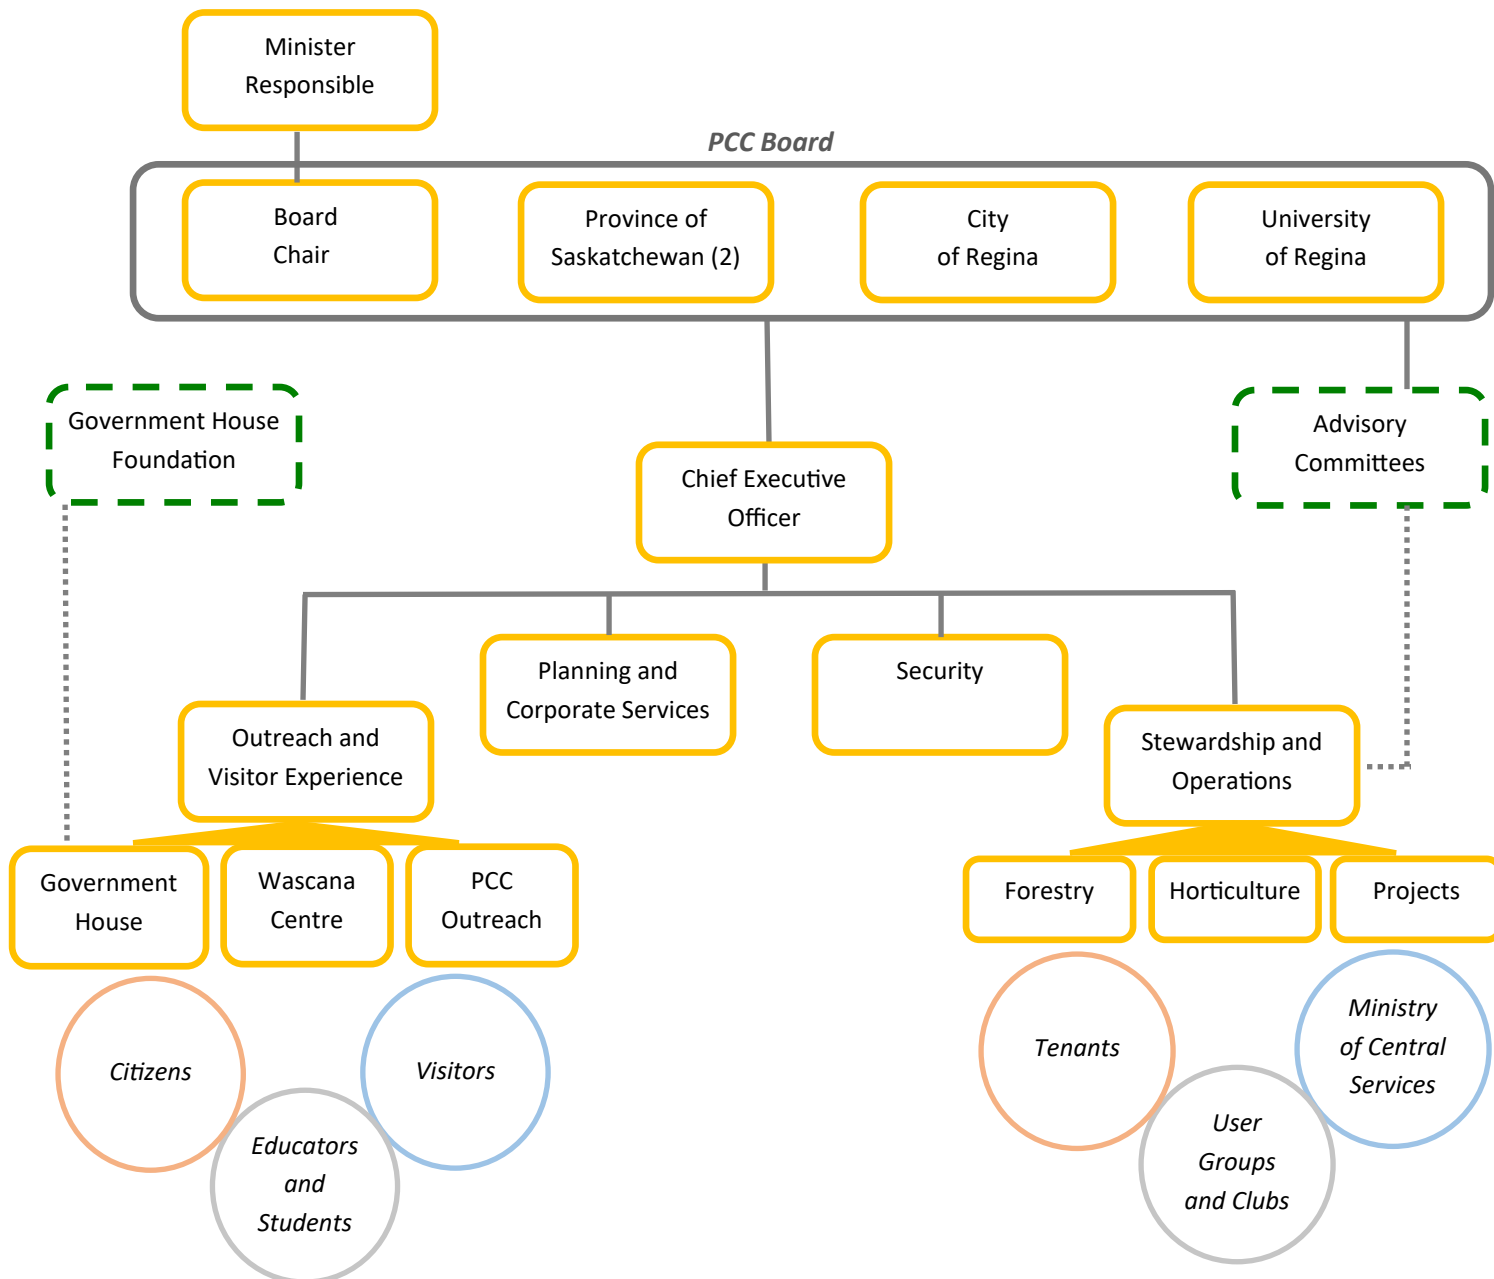 Minister
Responsible
PCC Board
Board
Chair
Province of
Saskatchewan (2)
City
of Regina
University
of Regina
Government House
Foundation
Advisory
Committees
Chief Executive
Officer
Outreach and
Visitor Experience
Planning and
Corporate Services
Security
Stewardship and
Operations
Government
House
Wascana
Centre
PCC
Outreach
Forestry
Horticulture
Projects
Citizens
Educators
and
Students
Visitors
Tenants
User
Groups
and Clubs
Ministry
of Central
Services